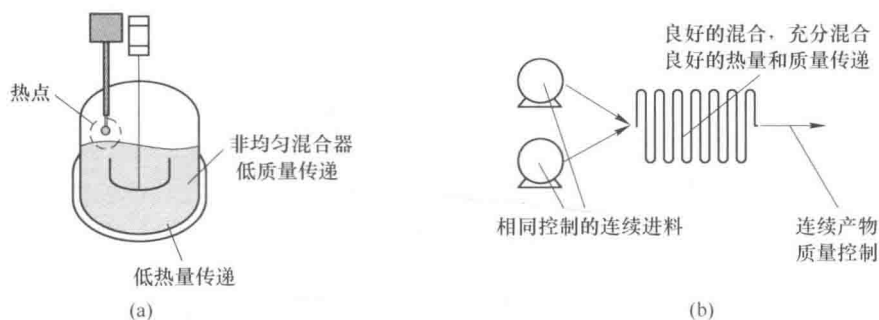 热点
非均匀混合器
低质量传递
低热量传递
(a)
良好的混合，充分混合
良好的热量和质量传递
相同控制的连续进料
连续产物
质量控制
(b)